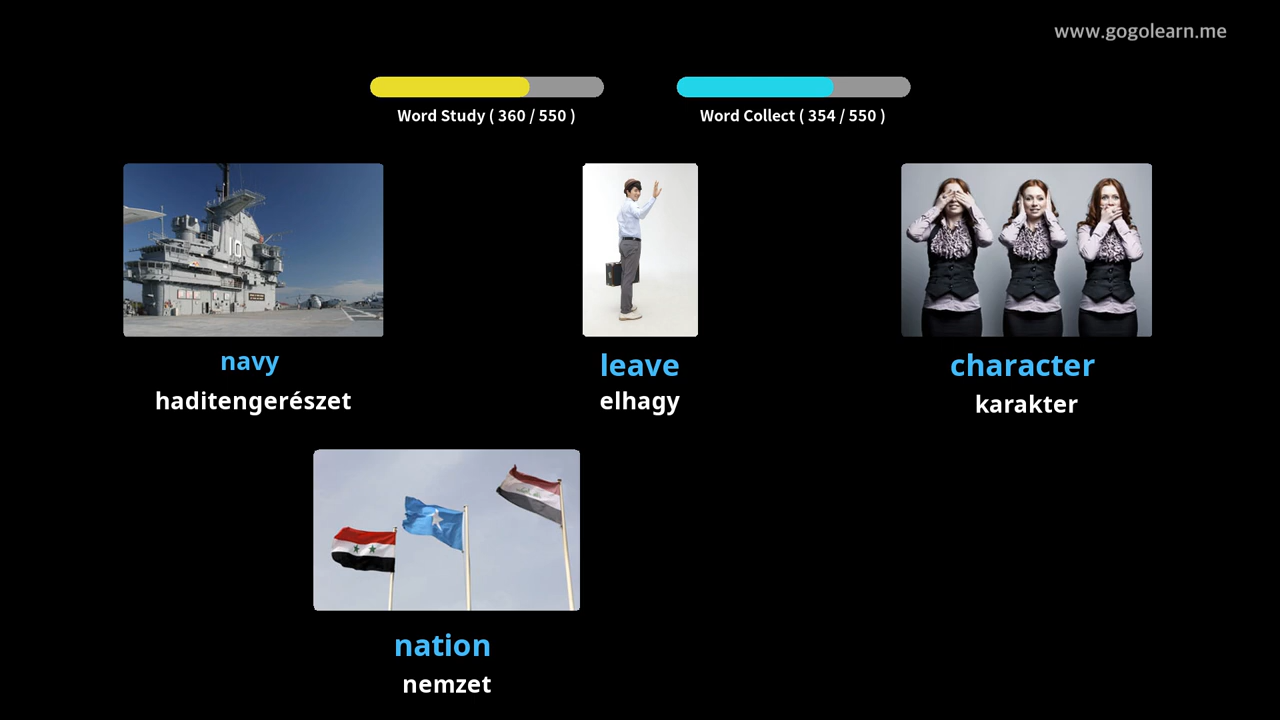 www.gogolearn.me
Word Study ( 360 / 550 )
Word Collect ( 354 / 550 )
10
navy
haditengerészet
leave
elhagy
character
karakter
nation
nemzet